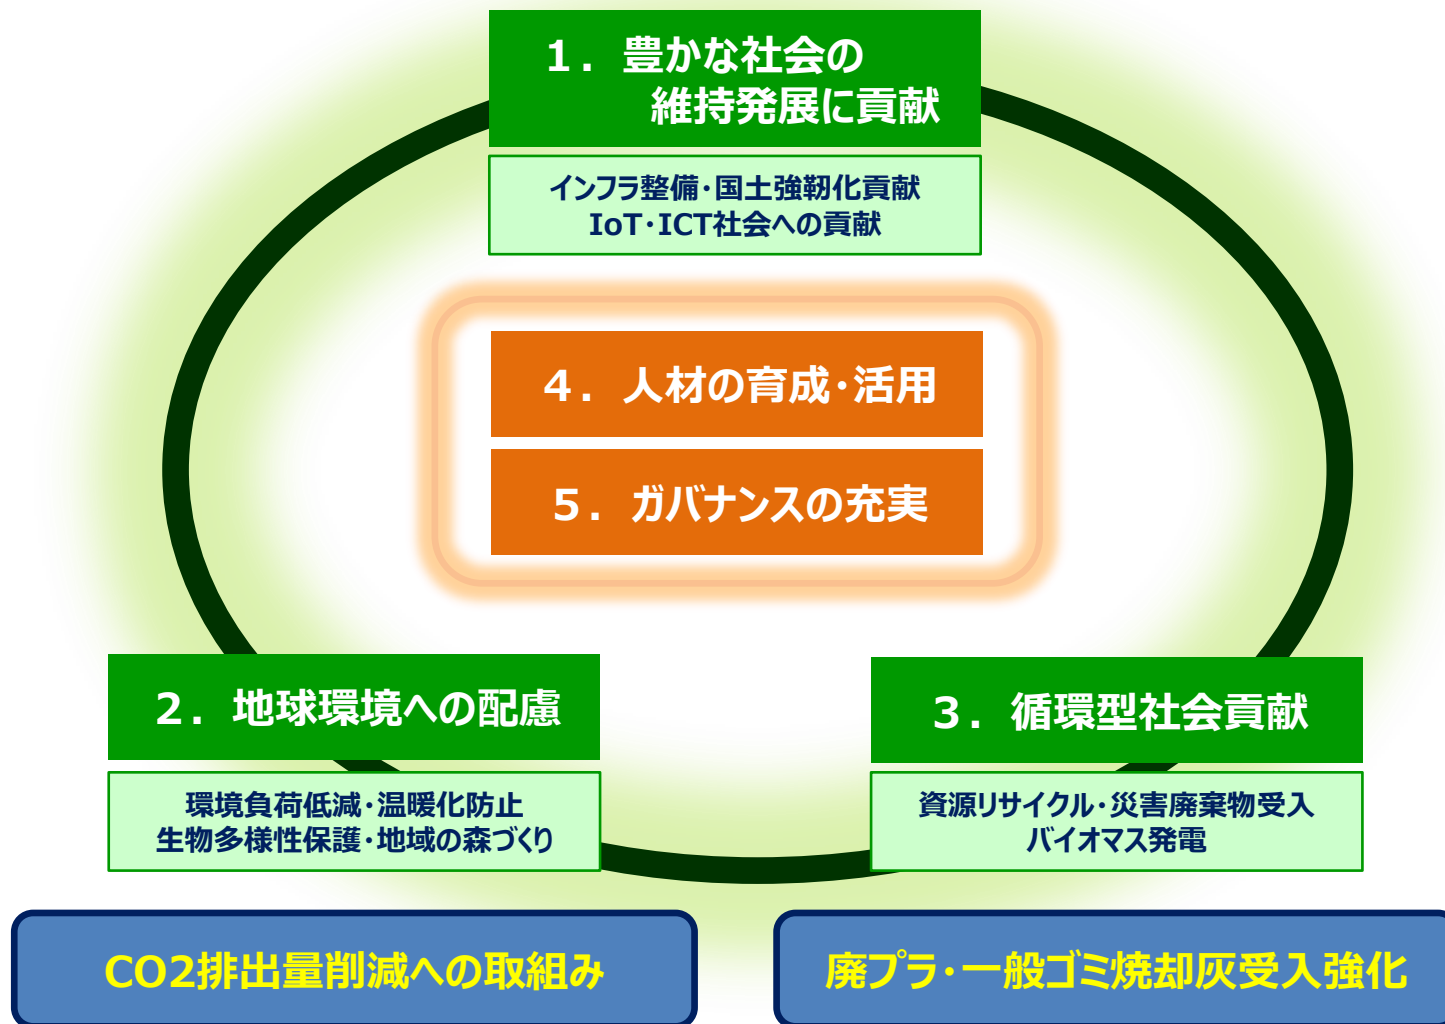 １．豊かな社会の
維持発展に貢献
インフラ整備・国土強靭化貢献
IoT・ICT社会への貢献
４．人材の育成・活用
５．ガバナンスの充実
２．地球環境への配慮
環境負荷低減・温暖化防止
生物多様性保護・地域の森づくり
３．循環型社会貢献
資源リサイクル・災害廃棄物受入
バイオマス発電
CO2排出量削減への取組み
廃プラ・一般ゴミ焼却灰受入強化